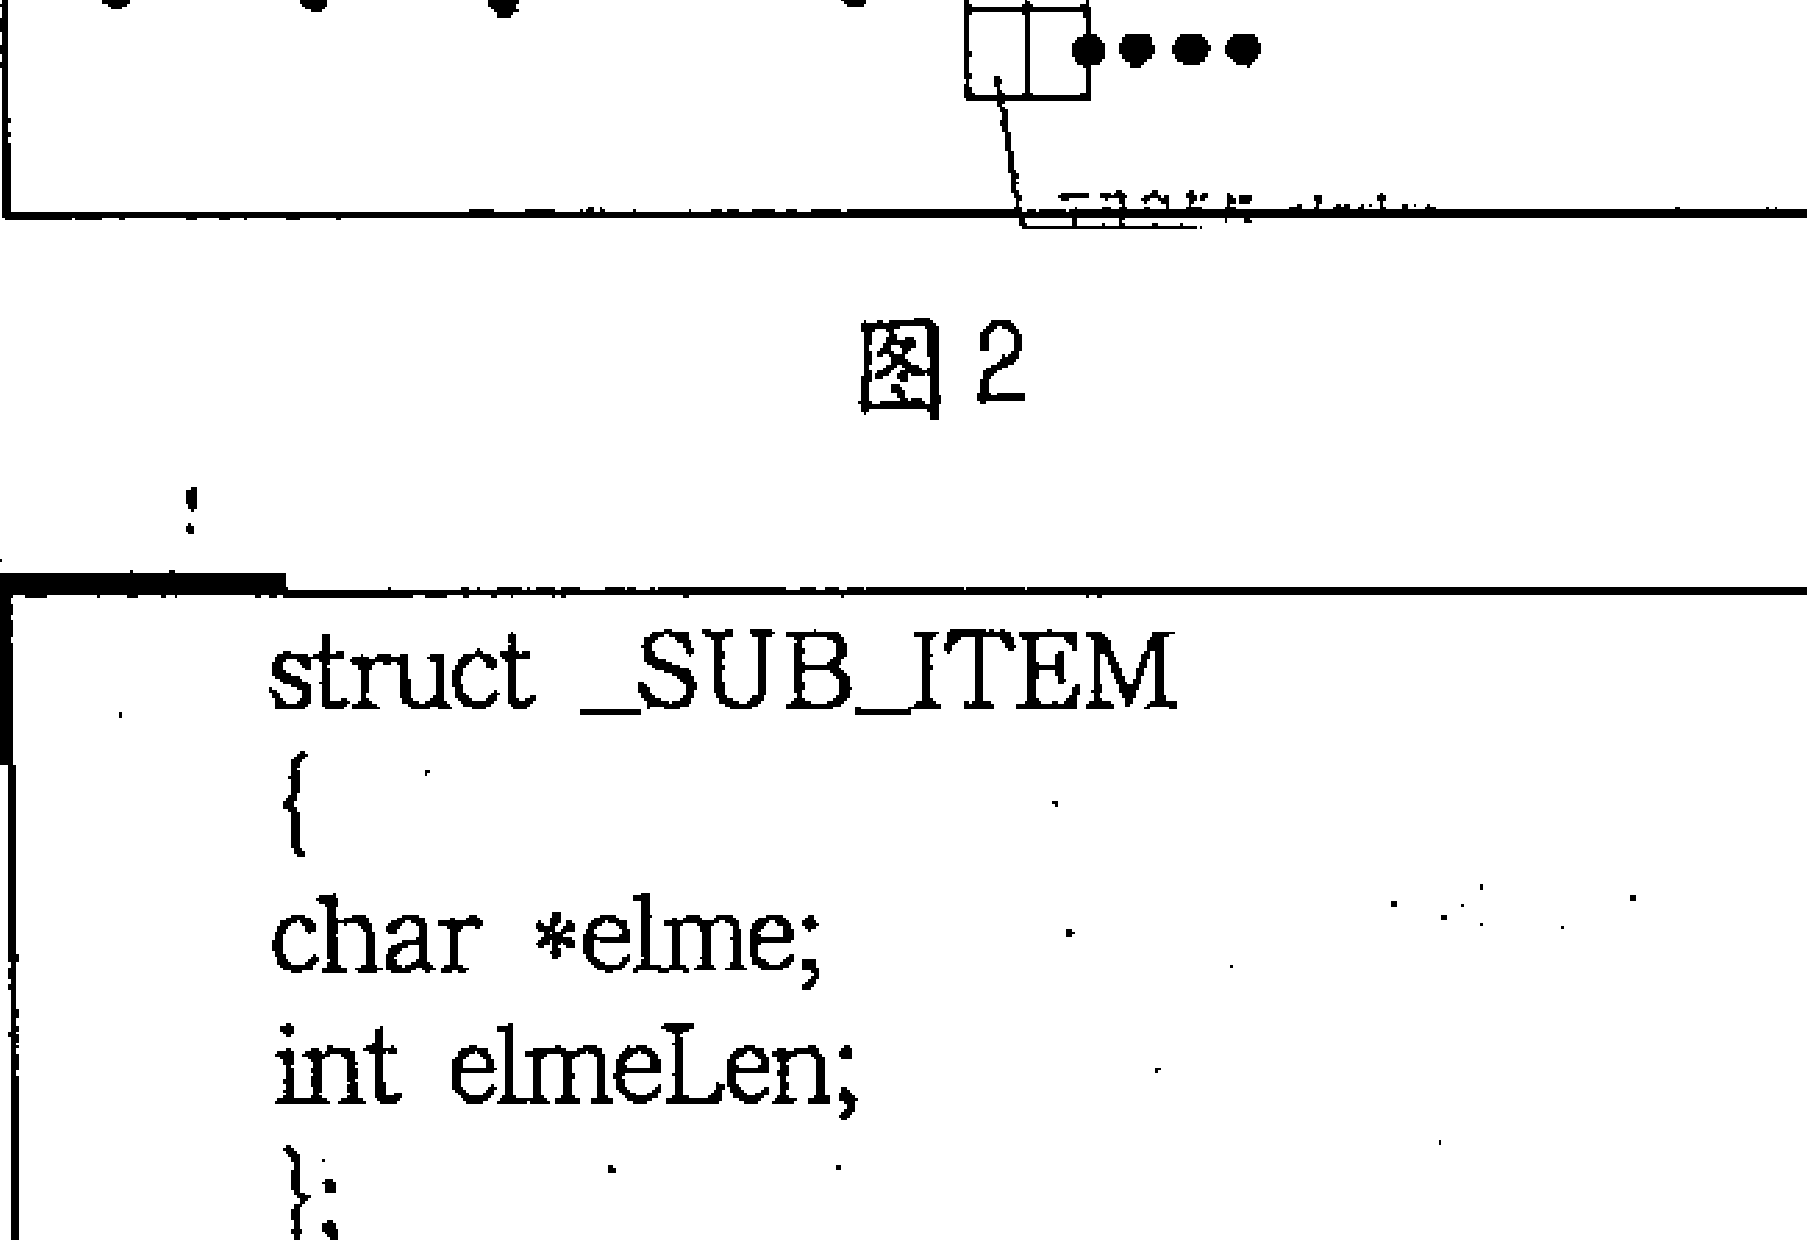 图 2
struct _SUB_ITEM
{
char *elme;
int elmeLen;
};